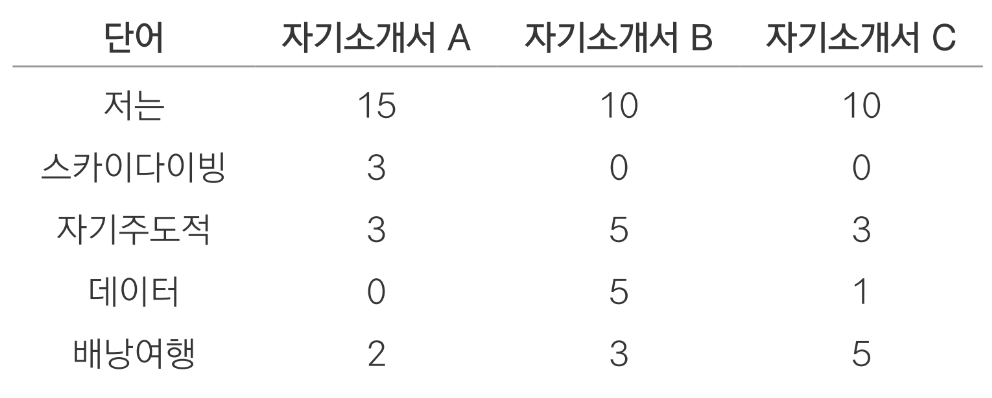 단어 자기소개서 A 자기소개서 B 자기소개서 C
저는 15 10 10
스카이다이빙 3 0 0
자기주도적 3 5 3
데이터 0 5 1
배낭여행 2 3 5